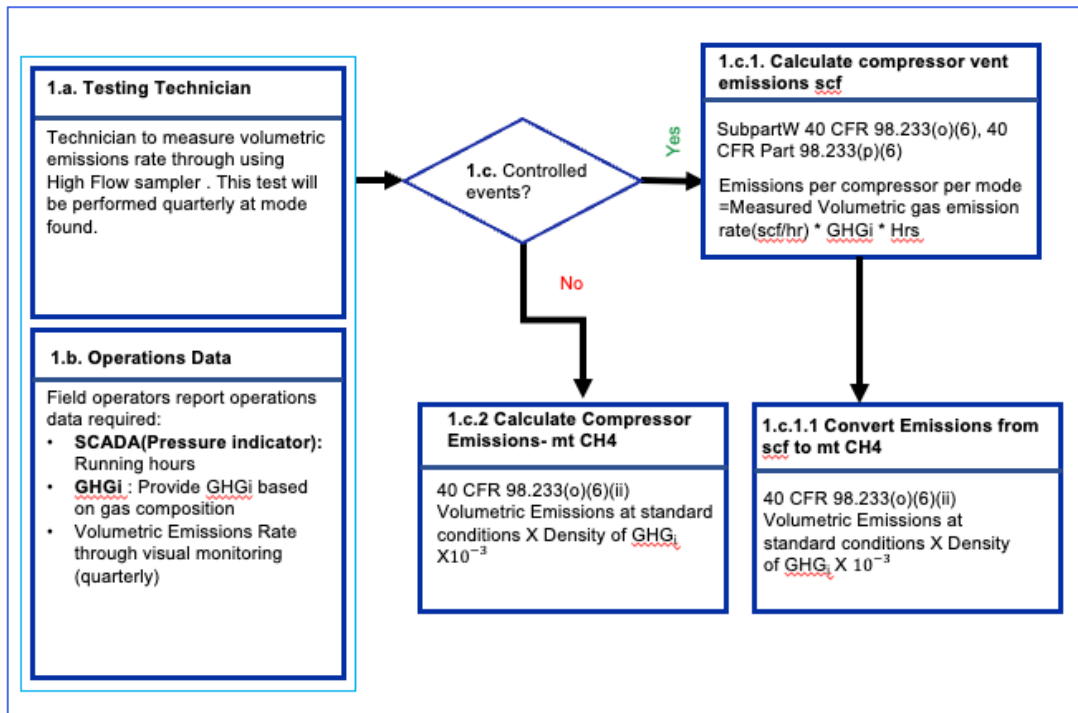 1.a. Testing Technician
Technician to measure volumetric
emissions rate through using
High Flow sampler . This test will
be performed quarterly at mode
found.
1.b. Operations Data
Field operators report operations
data required:
• SCADA(Pressure indicator):
Running hours
• GHGi : Provide GHGi based
on gas composition
• Volumetric Emissions Rate
through visual monitoring
(quarterly)
1.c. Controlled
events?
Yes
No
1.c.1. Calculate compressor vent
emissions scf
SubpartW 40 CFR 98.233(o)(6), 40
CFR Part 98.233(p)(6)
Emissions per compressor per mode
=Measured Volumetric gas emission
rate(scf/hr) * GHGi * Hrs
1.c.2 Calculate Compressor
Emissions- mt CH4
40 CFR 98.233(o)(6)(ii)
Volumetric Emissions at standard
conditions X Density of GHGᵢ
X10⁻³
1.c.1.1 Convert Emissions from
scf to mt CH4
40 CFR 98.233(o)(6)(ii)
Volumetric Emissions at
standard conditions X Density
of GHGᵢ X 10⁻³